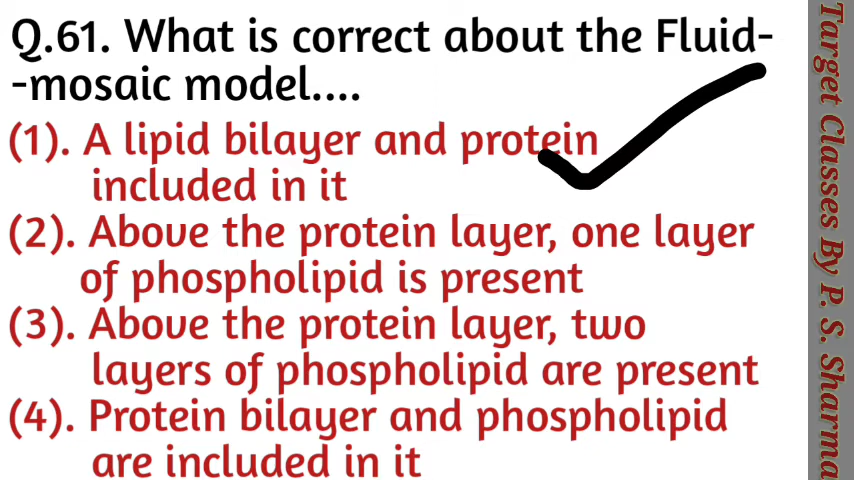 Q.61. What is correct about the Fluid-
-mosaic model....
(1). A lipid bilayer and protein
included in it
(2). Above the protein layer, one layer
of phospholipid is present
(3). Above the protein layer, two
layers of phospholipid are present
(4). Protein bilayer and phospholipid
are included in it
Target Classes By P. S. Sharma